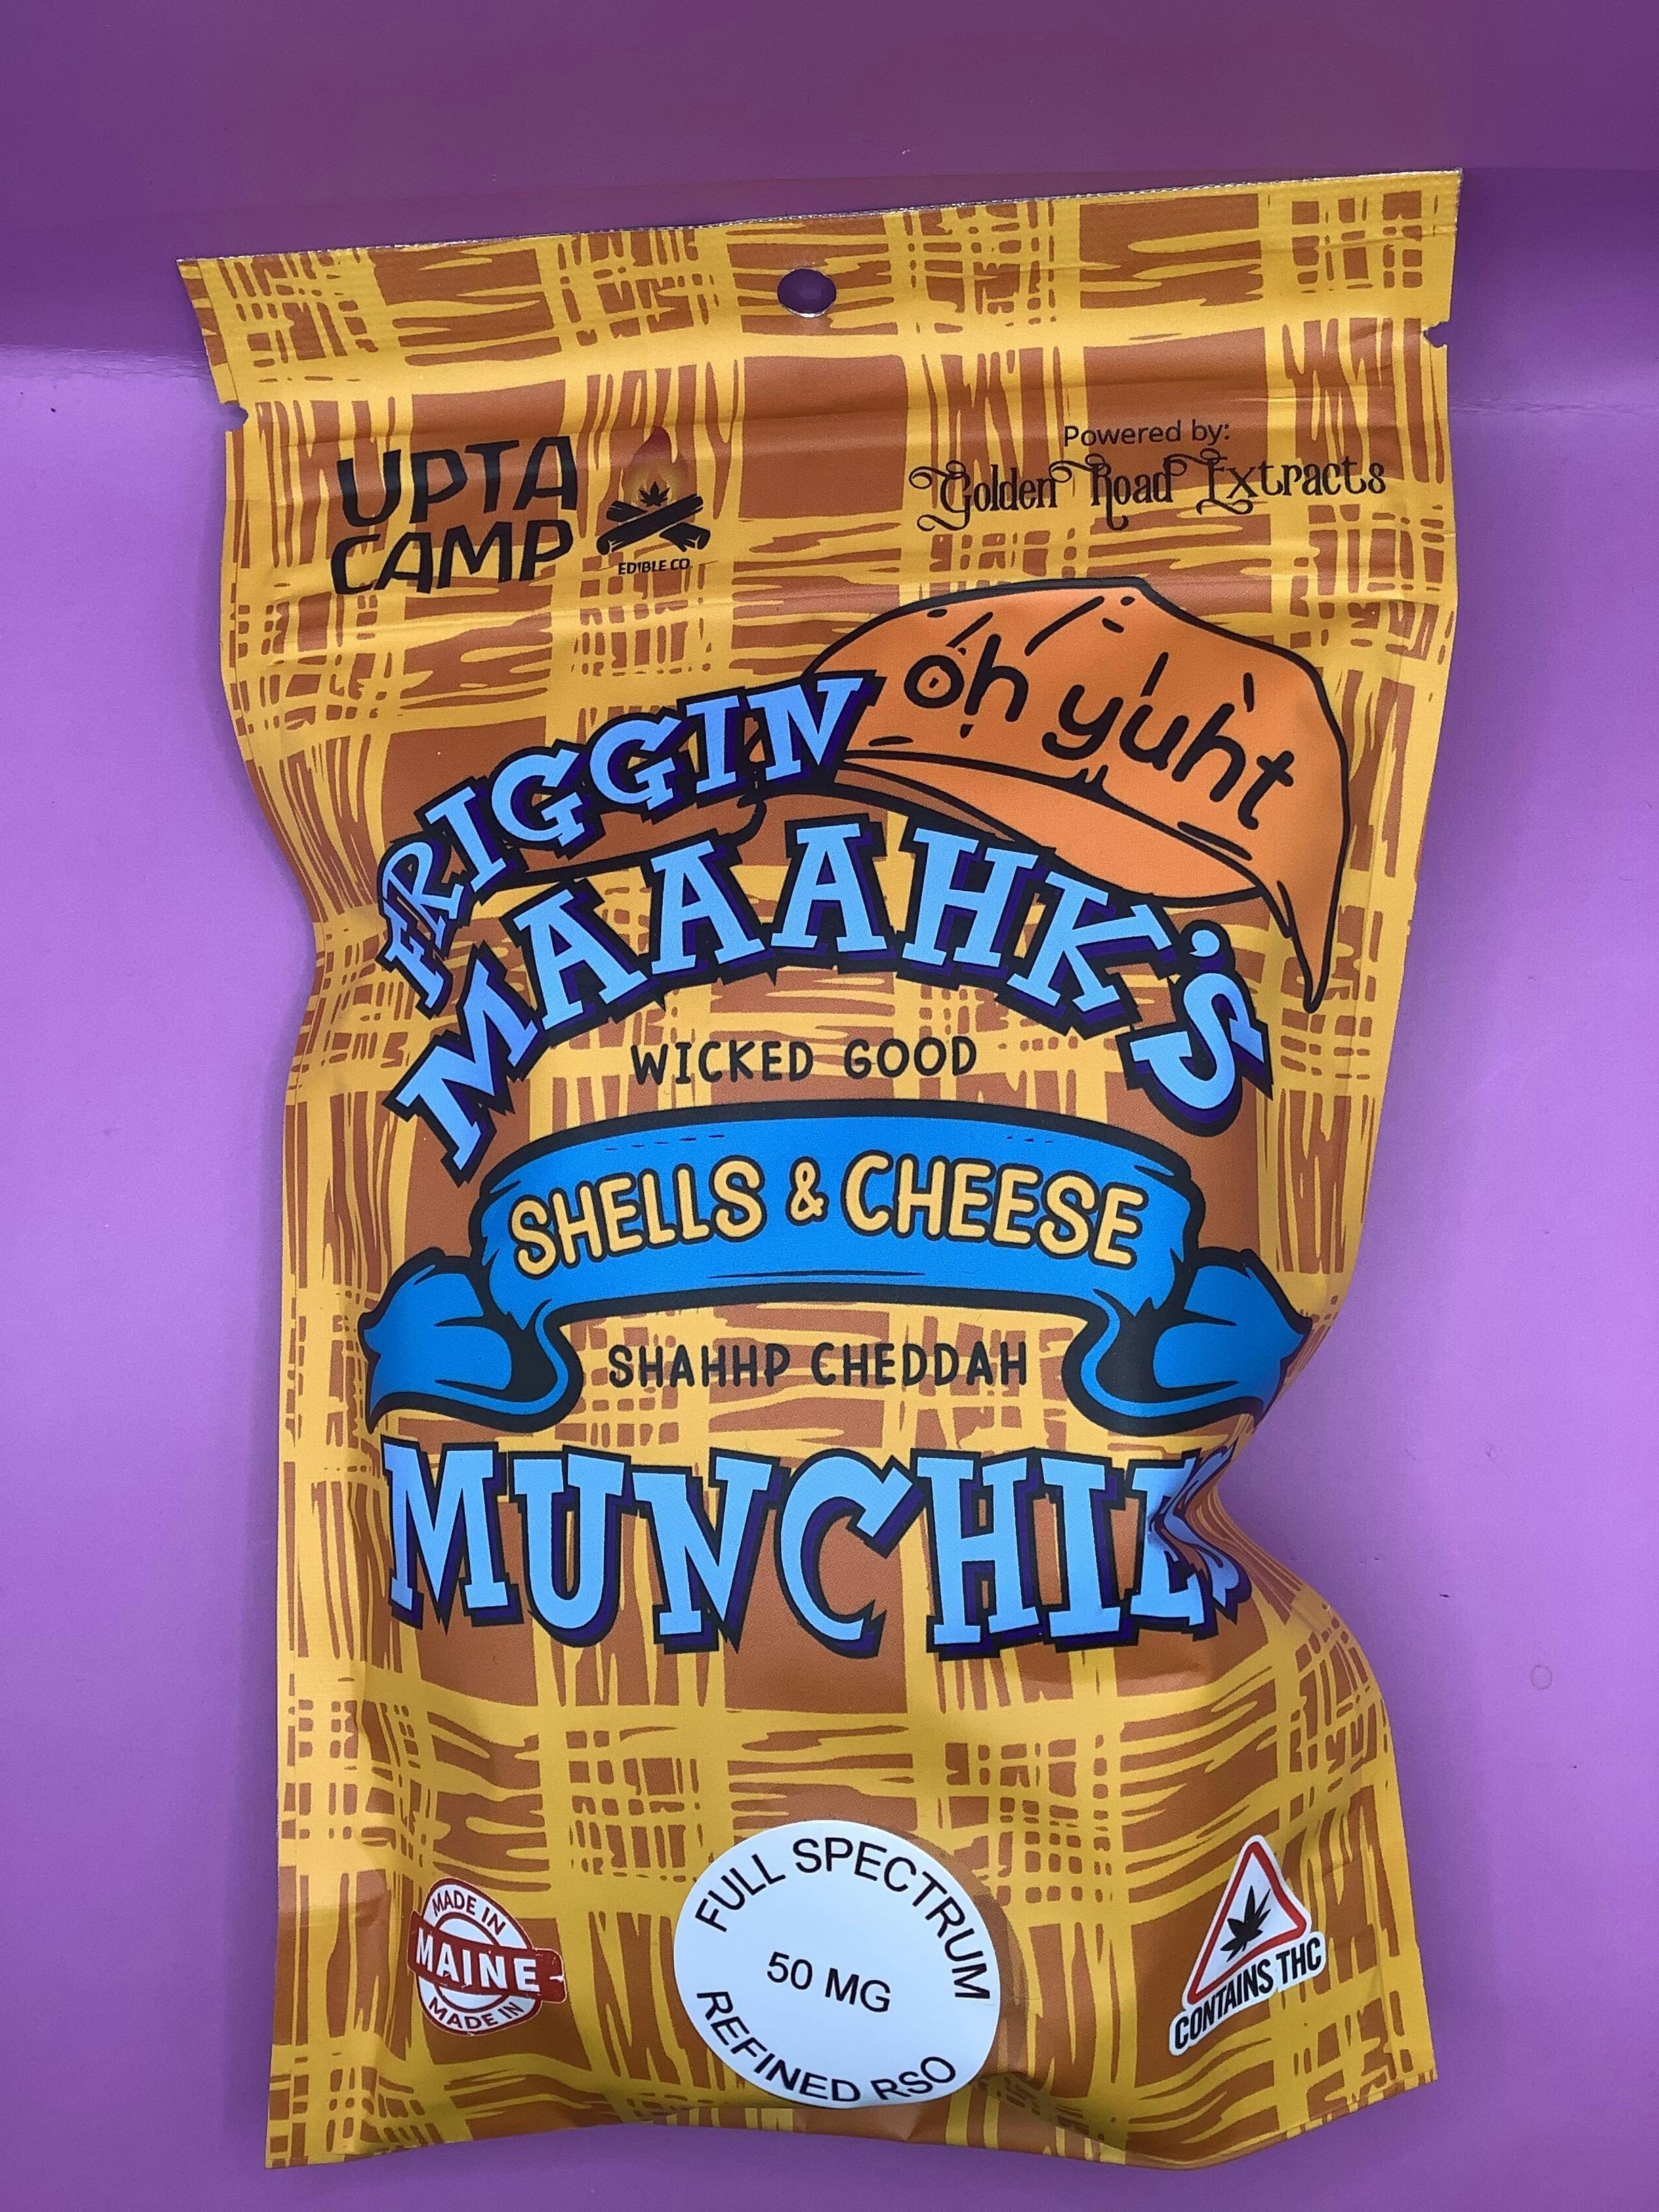 UPTA
CAMP
EDIBLE CO.
Powered by:
Golden Road Extracts
oh yuht
FRIGGIN
MAAAHK'S
WICKED GOOD
SHELLS & CHEESE
SHAHHP CHEDDAH
MUNCHIES
MADE IN
MAINE
MADE IN
FULL SPECTRUM
50 MG
REFINED RSO
CONTAINS THC